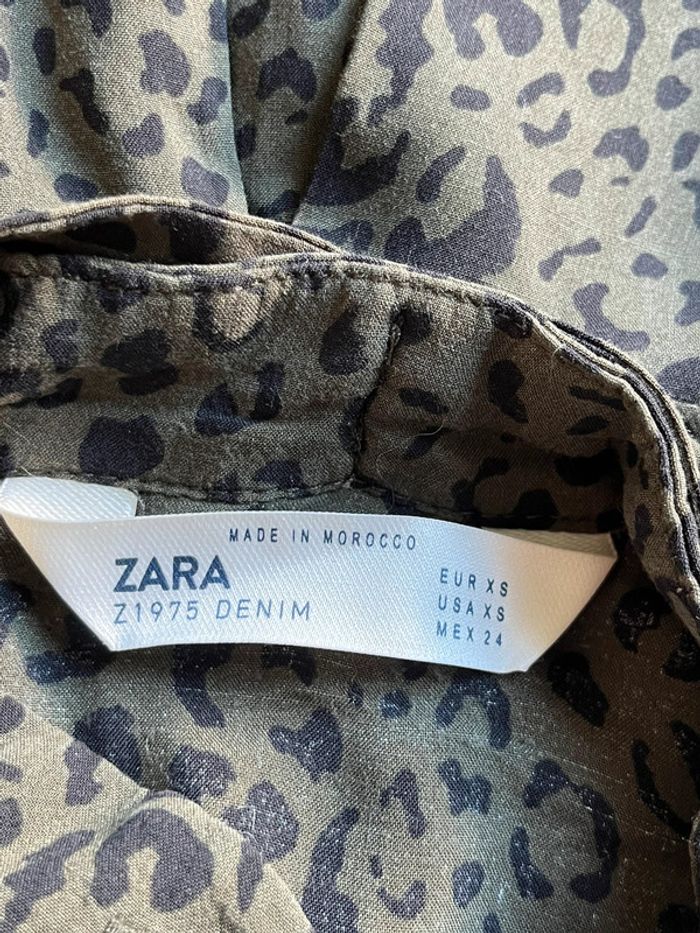 MADE IN MOROCCO
ZARA
Z1975 DENIM
EUR XS
USA XS
MEX 24